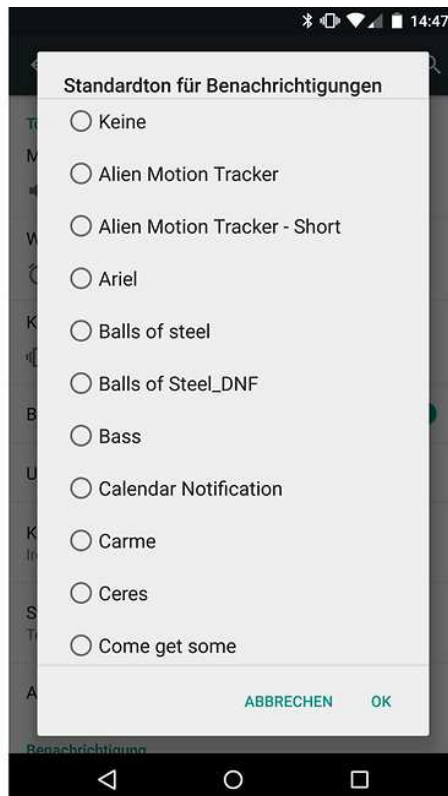 14:47
Standardton für Benachrichtigungen
Keine
Alien Motion Tracker
Alien Motion Tracker - Short
Ariel
Balls of steel
Balls of Steel_DNF
Bass
Calendar Notification
Carme
Ceres
Come get some
ABBRECHEN OK
Benachrichtigung